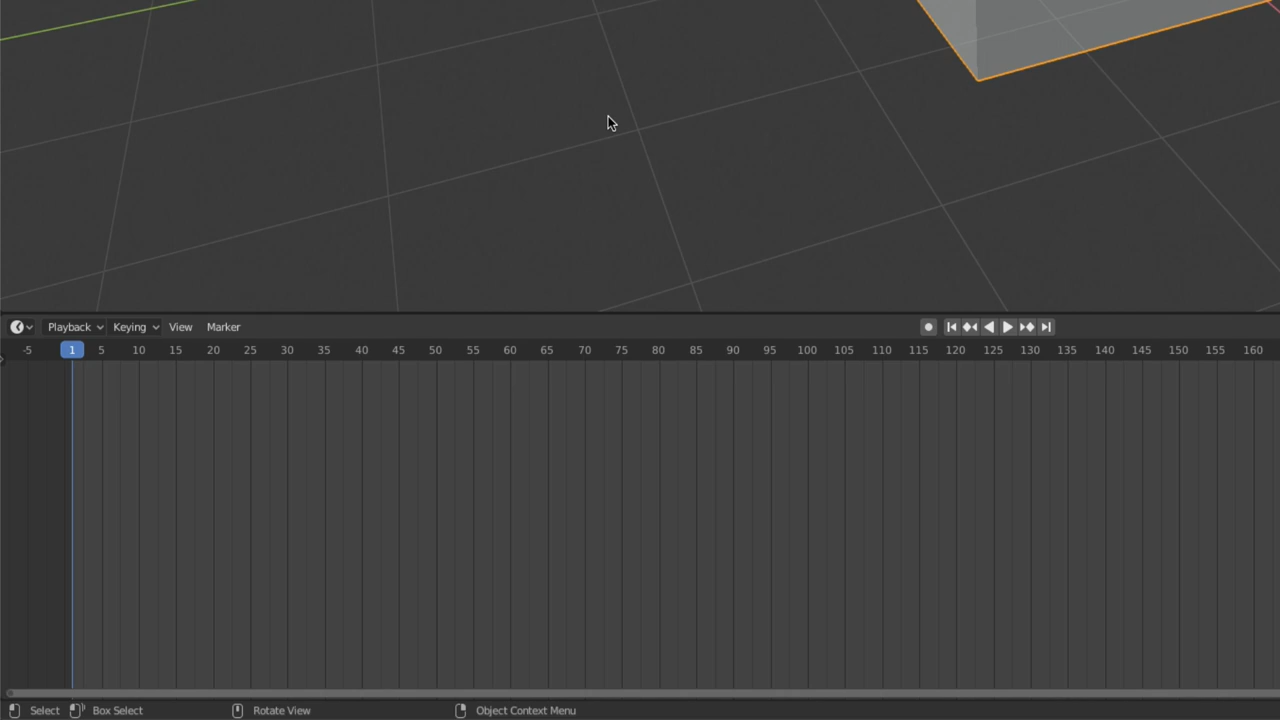 Playback Keying View Marker
-5 1 5 10 15 20 25 30 35 40 45 50 55 60 65 70 75 80 85 90 95 100 105 110 115 120 125 130 135 140 145 150 155 160
Select Box Select Rotate View Object Context Menu